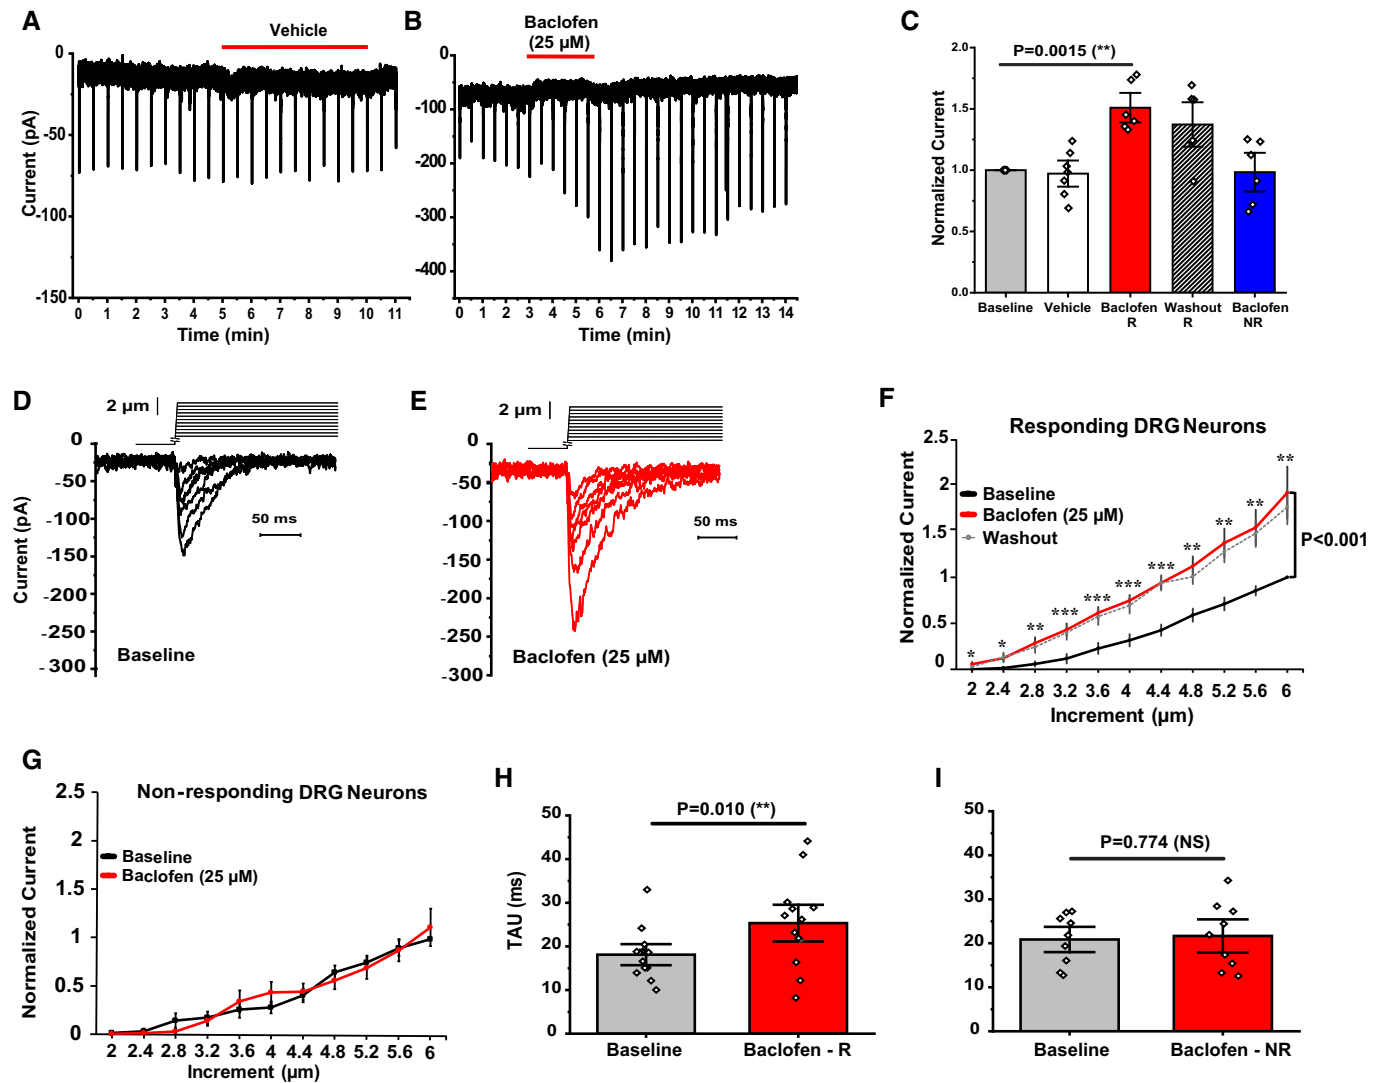 A
Vehicle
0
-50
-100
-150
Current (pA)
0 1 2 3 4 5 6 7 8 9 10 11
Time (min)
B
Baclofen
(25 µM)
0
-100
-200
-300
-400
0 1 2 3 4 5 6 7 8 9 10 11 12 13 14
Time (min)
C
P=0.0015 (**)
2.0
1.5
1.0
0.5
0.0
Normalized Current
Baseline Vehicle Baclofen Washout Baclofen
R R NR
D
2 µm
0
-50
-100
-150
-200
-250
-300
Current (pA)
50 ms
Baseline
E
2 µm
0
-50
-100
-150
-200
-250
-300
50 ms
Baclofen (25 µM)
F
Responding DRG Neurons
2.5
2
1.5
1
0.5
0
Normalized Current
Baseline
Baclofen (25 µM)
Washout
* * ** *** *** *** *** ** ** ** **
P<0.001
2 2.4 2.8 3.2 3.6 4 4.4 4.8 5.2 5.6 6
Increment (µm)
G
Non-responding DRG Neurons
2.5
2
1.5
1
0.5
0
Normalized Current
Baseline
Baclofen (25 µM)
2 2.4 2.8 3.2 3.6 4 4.4 4.8 5.2 5.6 6
Increment (µm)
H
P=0.010 (**)
50
40
30
20
10
0
TAU (ms)
Baseline Baclofen - R
I
P=0.774 (NS)
50
40
30
20
10
0
Baseline Baclofen - NR